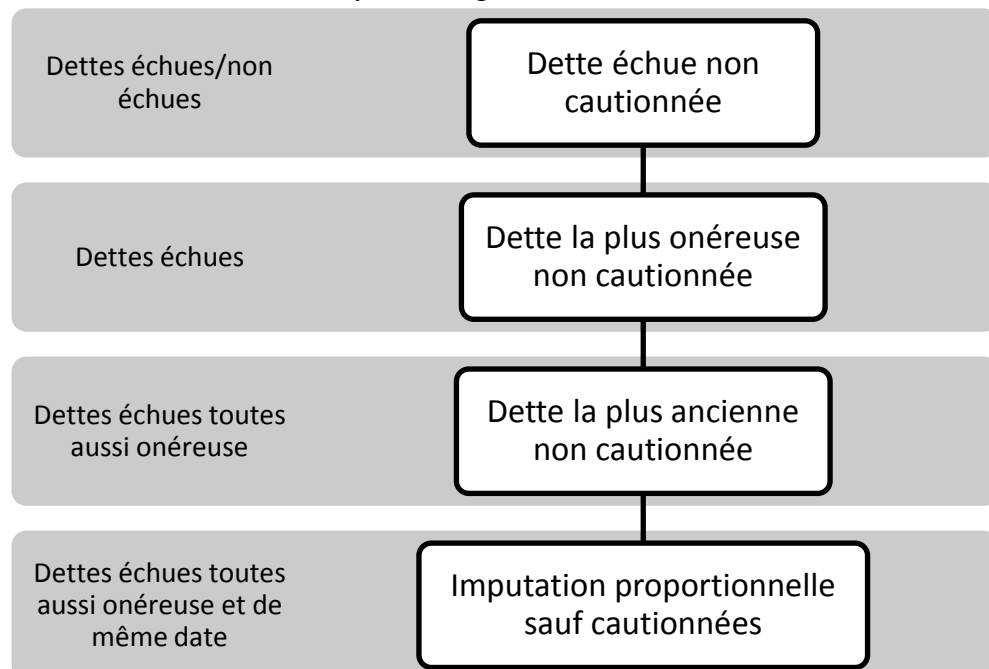 Dettes échues/non
échues
Dette échue non
cautionnée
Dettes échues
Dette la plus onéreuse
non cautionnée
Dettes échues toutes
aussi onéreuse
Dette la plus ancienne
non cautionnée
Dettes échues toutes
aussi onéreuse et de
même date
Imputation proportionnelle
sauf cautionnées